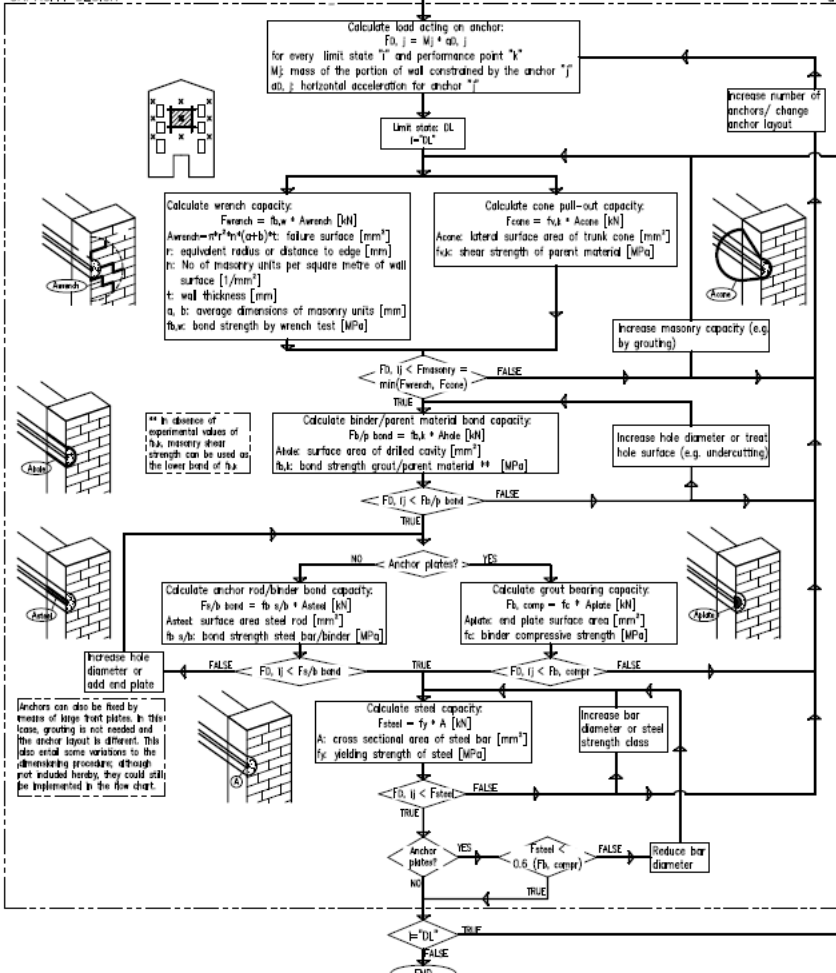 Calculate load acting on anchor:
FD, j = Mj * aD, j
for every limit state "i" and performance point "k"
Mj: mass of the portion of wall constrained by the anchor "j"
aD, j: horizontal acceleration for anchor "j"
Increase number of
anchors/ change
anchor layout
Limit state: DL
i="DL"
Calculate wrench capacity:
Fwrench = fb,w * Awrench [kN]
Awrench=π*r²*n*(a+b)*t: failure surface [mm²]
r: equivalent radius or distance to edge [mm]
n: No of masonry units per square metre of wall
surface [1/mm²]
t: wall thickness [mm]
a, b: average dimensions of masonry units [mm]
fb,w: bond strength by wrench test [MPa]
Calculate cone pull-out capacity:
Fcone = fv,k * Acone [kN]
Acone: lateral surface area of trunk cone [mm²]
fv,k: shear strength of parent material [MPa]
Awrench
Acone
Increase masonry capacity (e.g.
by grouting)
FD, ij < Fmasonry =
min(Fwrench, Fcone)
FALSE
TRUE
** In absence of
experimental values of
fb,k, masonry shear
strength can be used as
the lower bond of fb,k
Calculate binder/parent material bond capacity:
Fb/p bond = fb,k * Ahole [kN]
Ahole: surface area of drilled cavity [mm²]
fb,k: bond strength grout/parent material ** [MPa]
Increase hole diameter or treat
hole surface (e.g. undercutting)
Ahole
FD, ij < Fb/p bond
FALSE
TRUE
NO
Anchor plates?
YES
Calculate anchor rod/binder bond capacity:
Fs/b bond = fb s/b * Asteel [kN]
Asteel: surface area steel rod [mm²]
fb s/b: bond strength steel bar/binder [MPa]
Calculate grout bearing capacity:
Fb, comp = fc * Aplate [kN]
Aplate: end plate surface area [mm²]
fc: binder compressive strength [MPa]
Asteel
Aplate
Increase hole
diameter or
add end plate
FALSE
FD, ij < Fs/b bond
TRUE
FD, ij < Fb, compr
FALSE
Anchors can also be fixed by
means of large front plates. In this
case, grouting is not needed and
the anchor layout is different. This
also entail some variations to the
dimensioning procedure; although
not included hereby, they could still
be implemented in the flow chart.
Calculate steel capacity:
Fsteel = fy * A [kN]
A: cross sectional area of steel bar [mm²]
fy: yielding strength of steel [MPa]
Increase bar
diameter or steel
strength class
A
FD, ij < Fsteel
FALSE
TRUE
Anchor
plates?
YES
Fsteel <
0.6 (Fb, compr)
FALSE
Reduce bar
diameter
NO
TRUE
i="DL"
TRUE
FALSE
END